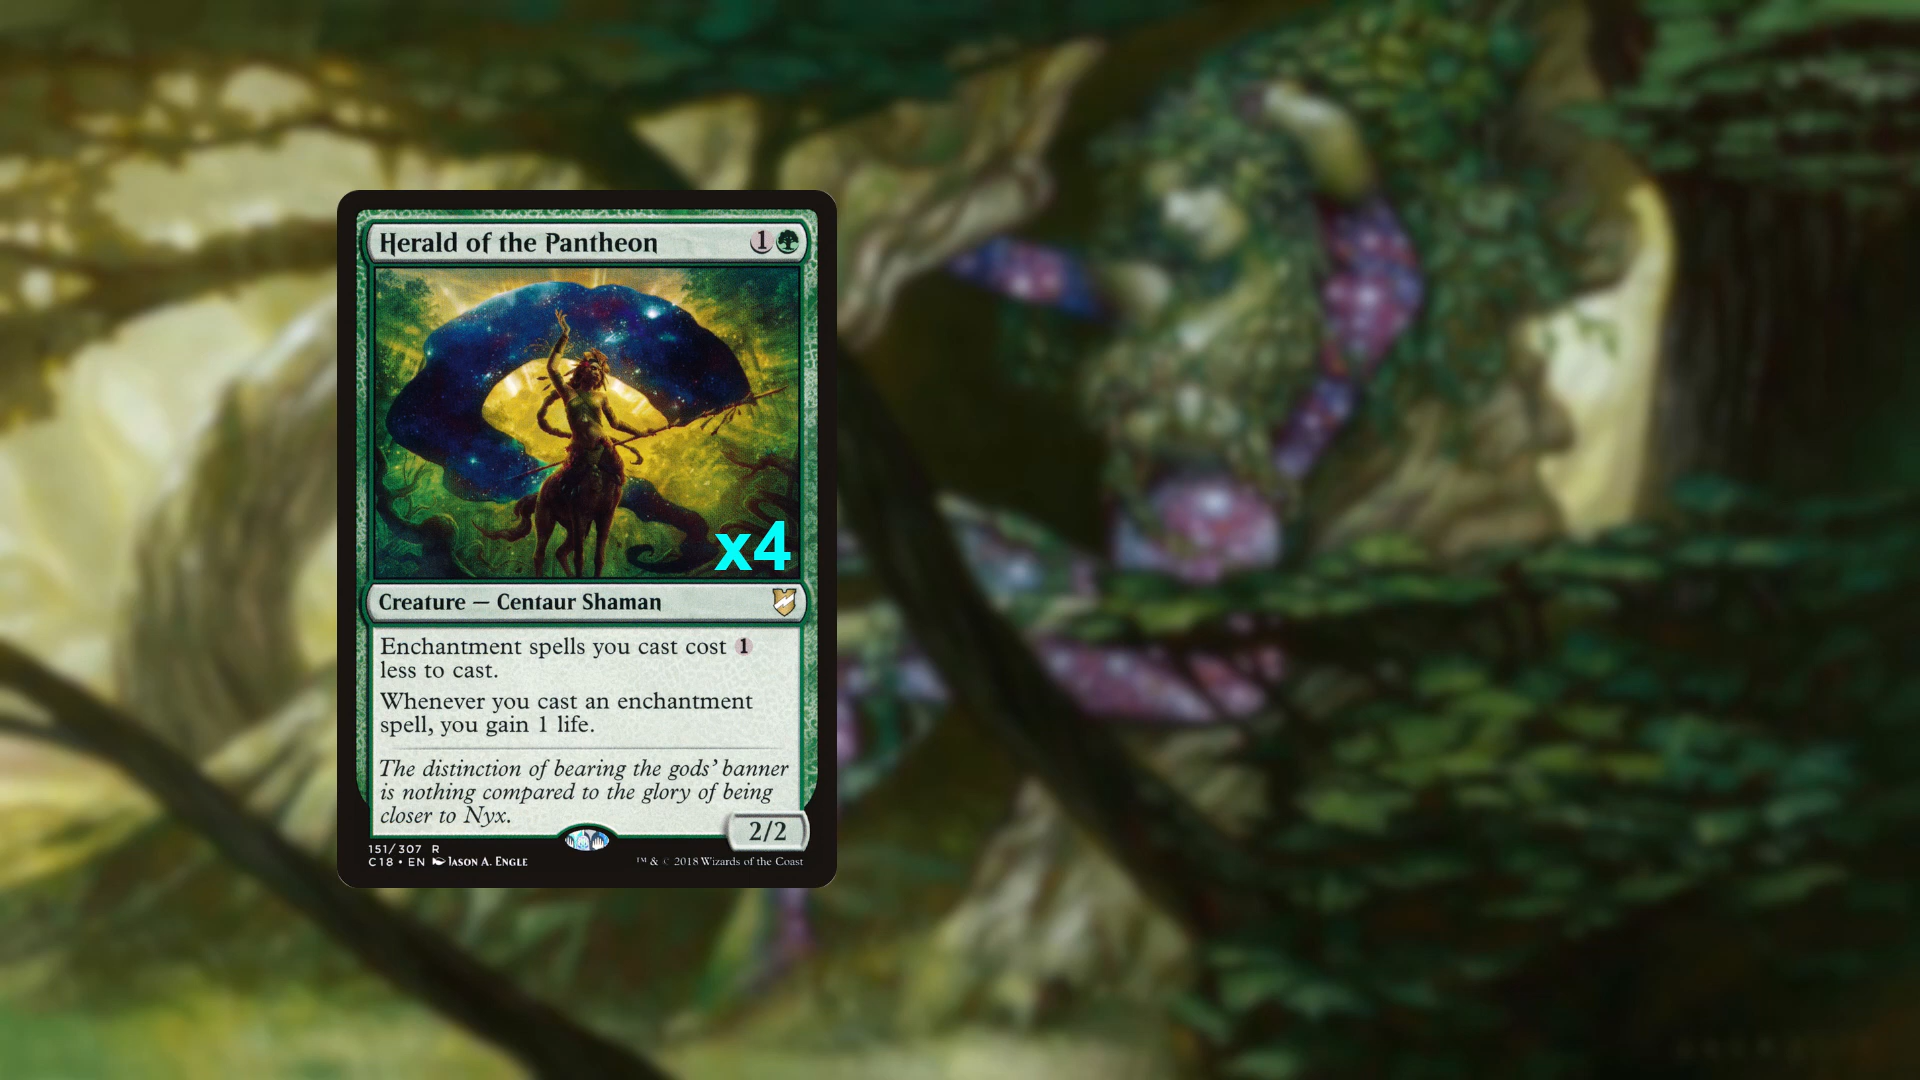 Herald of the Pantheon 1
x4
Creature — Centaur Shaman
Enchantment spells you cast cost 1
less to cast.
Whenever you cast an enchantment
spell, you gain 1 life.
The distinction of bearing the gods' banner
is nothing compared to the glory of being
closer to Nyx.
2/2
151/307 R
C18 • EN Jason A. Engle
™ & © 2018 Wizards of the Coast